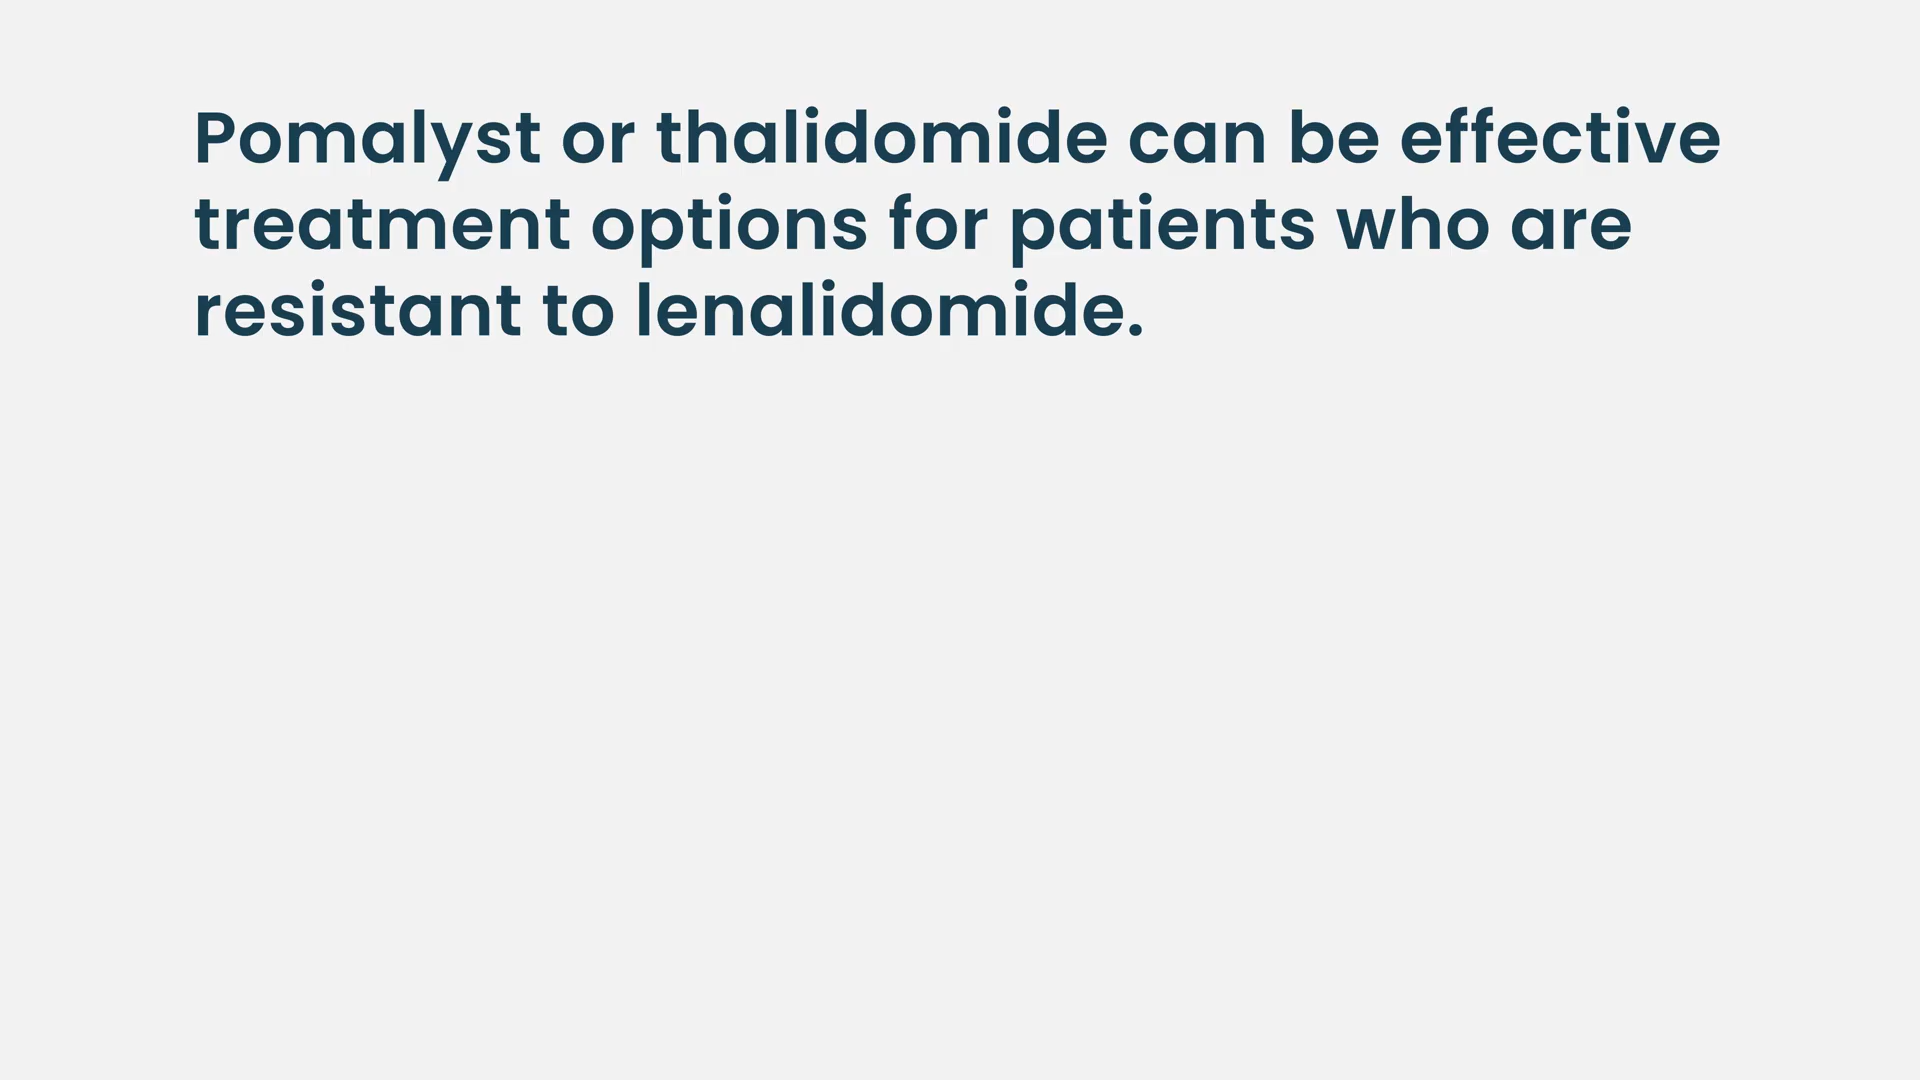 Pomalyst or thalidomide can be effective
treatment options for patients who are
resistant to lenalidomide.